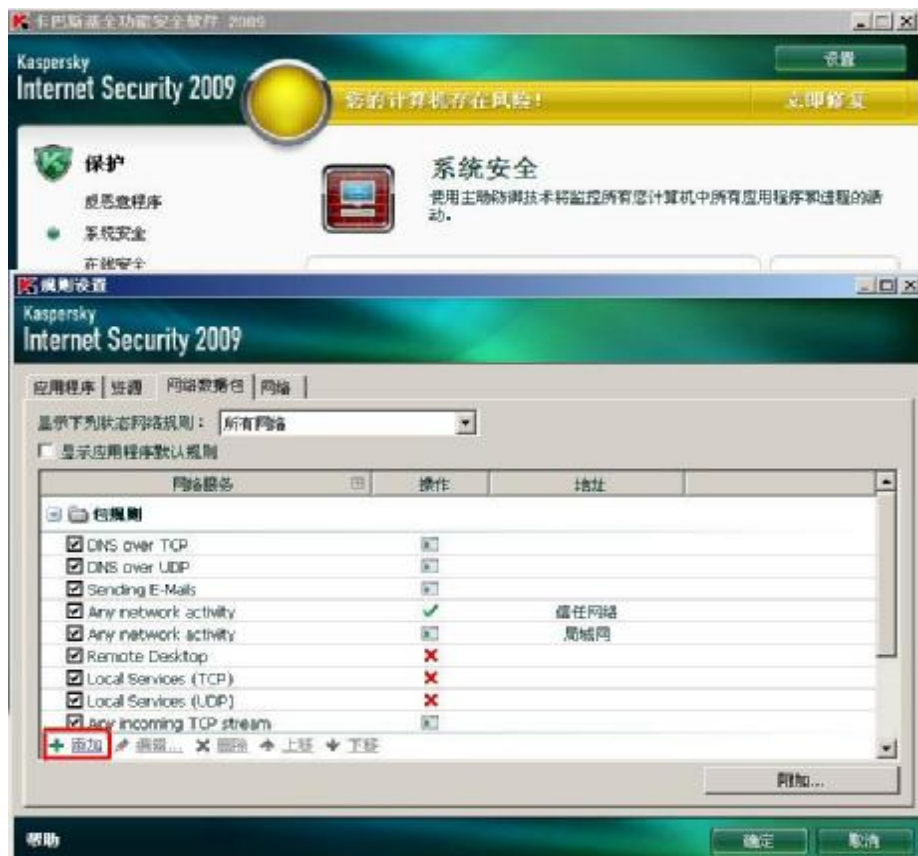 卡巴斯基全功能安全软件 2009
Kaspersky
Internet Security 2009
设置
您的计算机存在风险!
立即修复
保护
反恶意程序
系统安全
在线安全
系统安全
使用主动防御技术将监控所有您计算机中所有应用程序和进程的活动。
规则设置
Kaspersky
Internet Security 2009
应用程序 资源 网络数据包 网络
显示下列状态网络规则: 所有网络
显示应用程序默认规则
网络服务 操作 地址
包规则
DNS over TCP
DNS over UDP
Sending E-Mails
Any network activity 信任网络
Any network activity 局域网
Remote Desktop
Local Services (TCP)
Local Services (UDP)
Any incoming TCP stream
添加 编辑... 删除 上移 下移
附加...
帮助
确定 取消